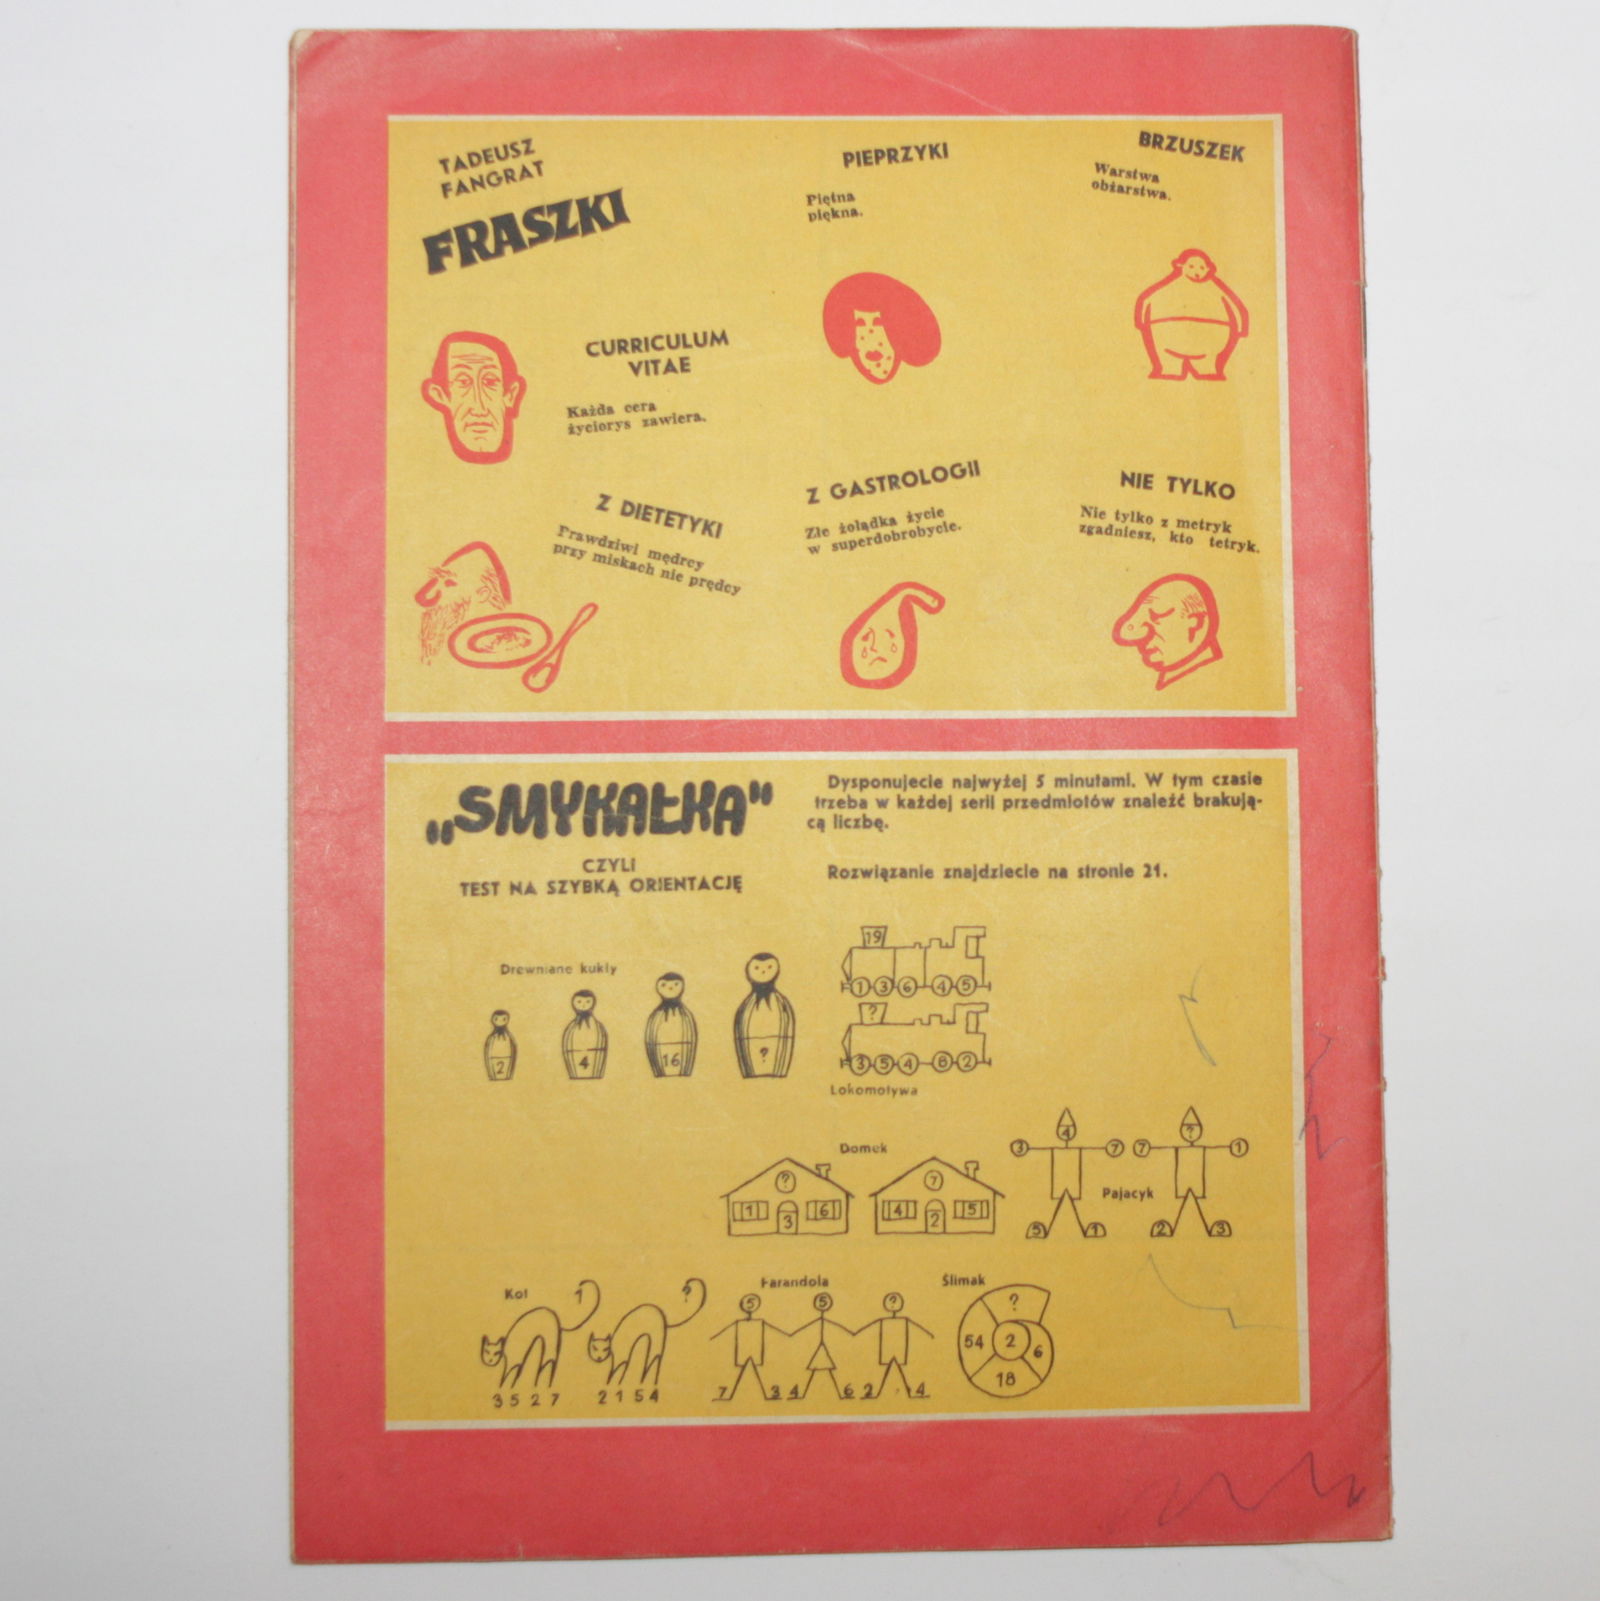 TADEUSZ
FANGRAT
FRASZKI
CURRICULUM
VITAE
Każda cera
życiorys zawiera.
PIEPRZYKI
Piętna
piękna.
BRZUSZEK
Warstwa
obżarstwa.
Z DIETETYKI
Prawdziwi mędrcy
przy miskach nie prędcy
Z GASTROLOGII
Złe żołądka życie
w superdobrobycie.
NIE TYLKO
Nie tylko z metryk
zgadniesz, kto tetryk.
„SMYKAŁKA"
CZYLI
TEST NA SZYBKĄ ORIENTACJĘ
Dysponujecie najwyżej 5 minutami. W tym czasie
trzeba w każdej serii przedmiotów znaleźć brakują-
cą liczbę.
Rozwiązanie znajdziecie na stronie 21.
Drewniane kukły
2 4 16 ?
19
1 3 6 4 5
?
3 5 4 8 2
Lokomotywa
Domek
? 7
1 3 6 4 2 5
4 ?
3 7 7 1
Pajacyk
5 1 2 3
Kot
1 ?
3 5 2 7 2 1 5 4
Farandola
5 5 ?
7 3 4 6 2 4
Ślimak
?
54 2 6
18